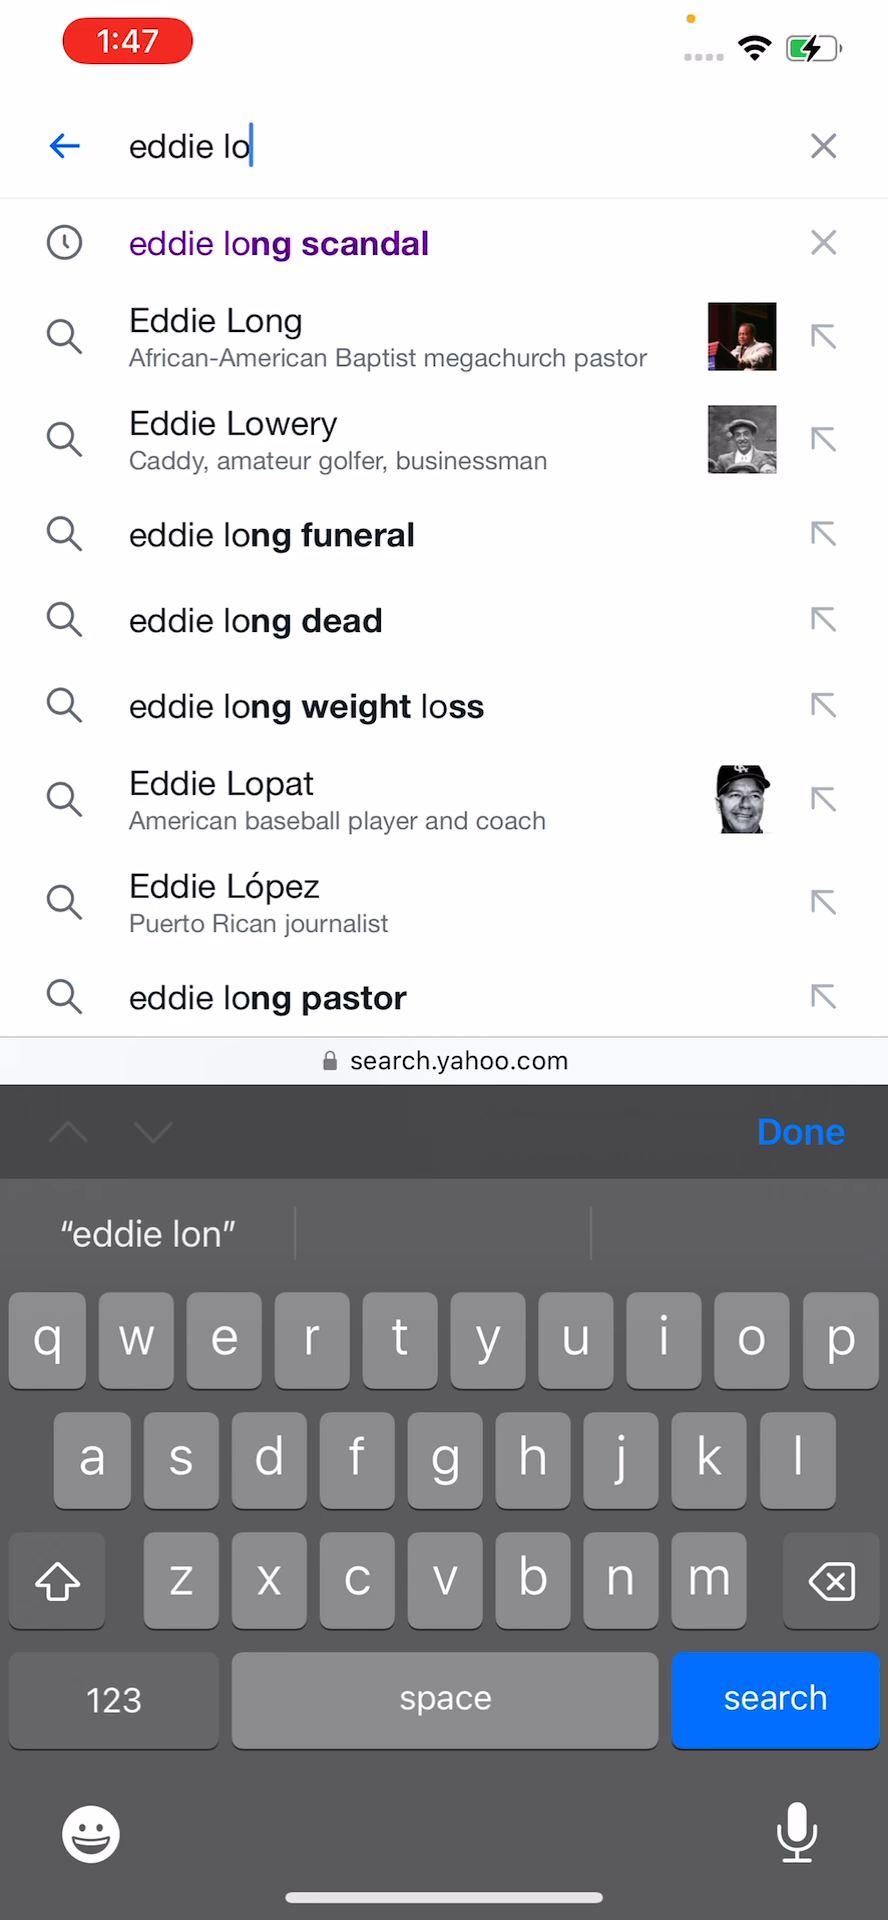 1:47
eddie lo
eddie long scandal
Eddie Long
African-American Baptist megachurch pastor
Eddie Lowery
Caddy, amateur golfer, businessman
eddie long funeral
eddie long dead
eddie long weight loss
Eddie Lopat
American baseball player and coach
Eddie López
Puerto Rican journalist
eddie long pastor
search.yahoo.com
Done
“eddie lon”
q w e r t y u i o p
a s d f g h j k l
z x c v b n m
123 space search